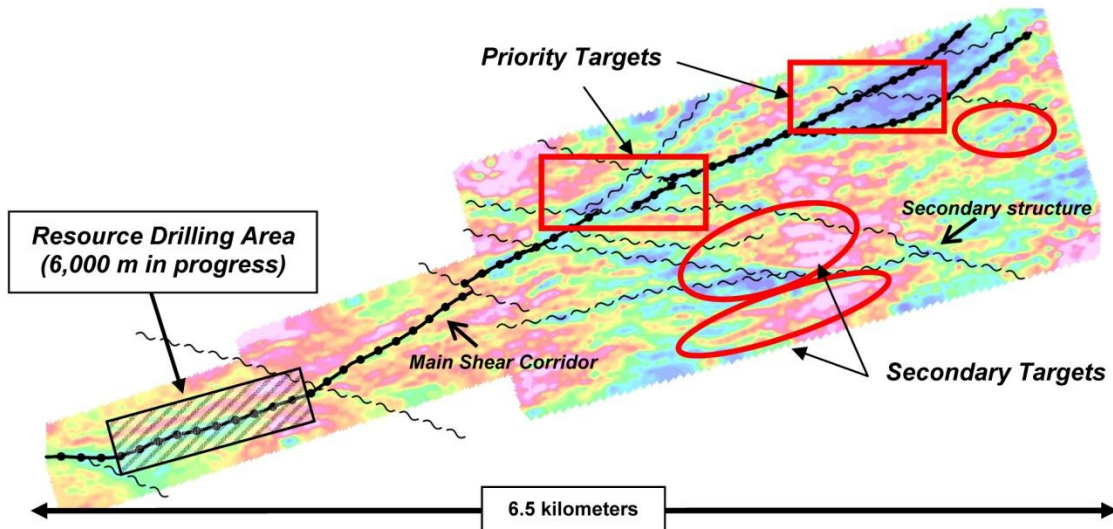 Priority Targets
Secondary structure
Resource Drilling Area
(6,000 m in progress)
Main Shear Corridor
Secondary Targets
6.5 kilometers